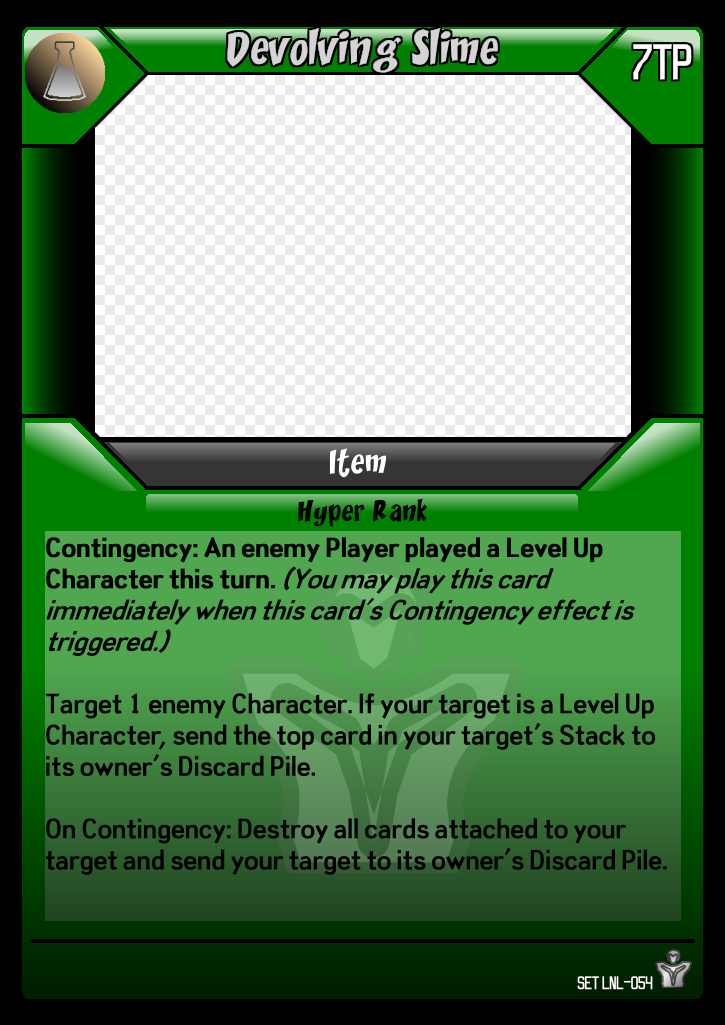 Devolving Slime
7TP
Item
Hyper Rank
Contingency: An enemy Player played a Level Up
Character this turn. (You may play this card
immediately when this card's Contingency effect is
triggered.)
Target 1 enemy Character. If your target is a Level Up
Character, send the top card in your target's Stack to
its owner's Discard Pile.
On Contingency: Destroy all cards attached to your
target and send your target to its owner's Discard Pile.
SET LNL-054